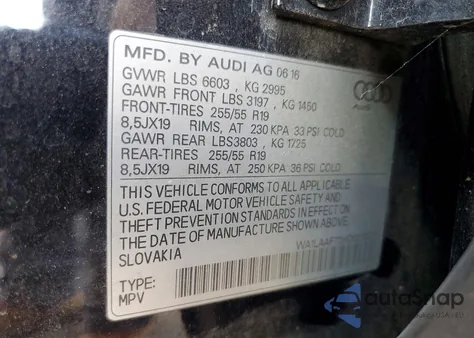 MFD. BY AUDI AG 06 16
GVWR LBS 6603 , KG 2995
GAWR FRONT LBS 3197 , KG 1450
FRONT-TIRES 255/55 R19
8,5JX19 RIMS, AT 230 KPA 33 PSI COLD
GAWR REAR LBS3803 , KG 1725
REAR-TIRES 255/55 R19
8,5JX19 RIMS, AT 250 KPA 36 PSI COLD
THIS VEHICLE CONFORMS TO ALL APPLICABLE
U.S. FEDERAL MOTOR VEHICLE SAFETY AND
THEFT PREVENTION STANDARDS IN EFFECT ON
THE DATE OF MANUFACTURE SHOWN ABOVE.
SLOVAKIA
TYPE:
MPV
autoSnap